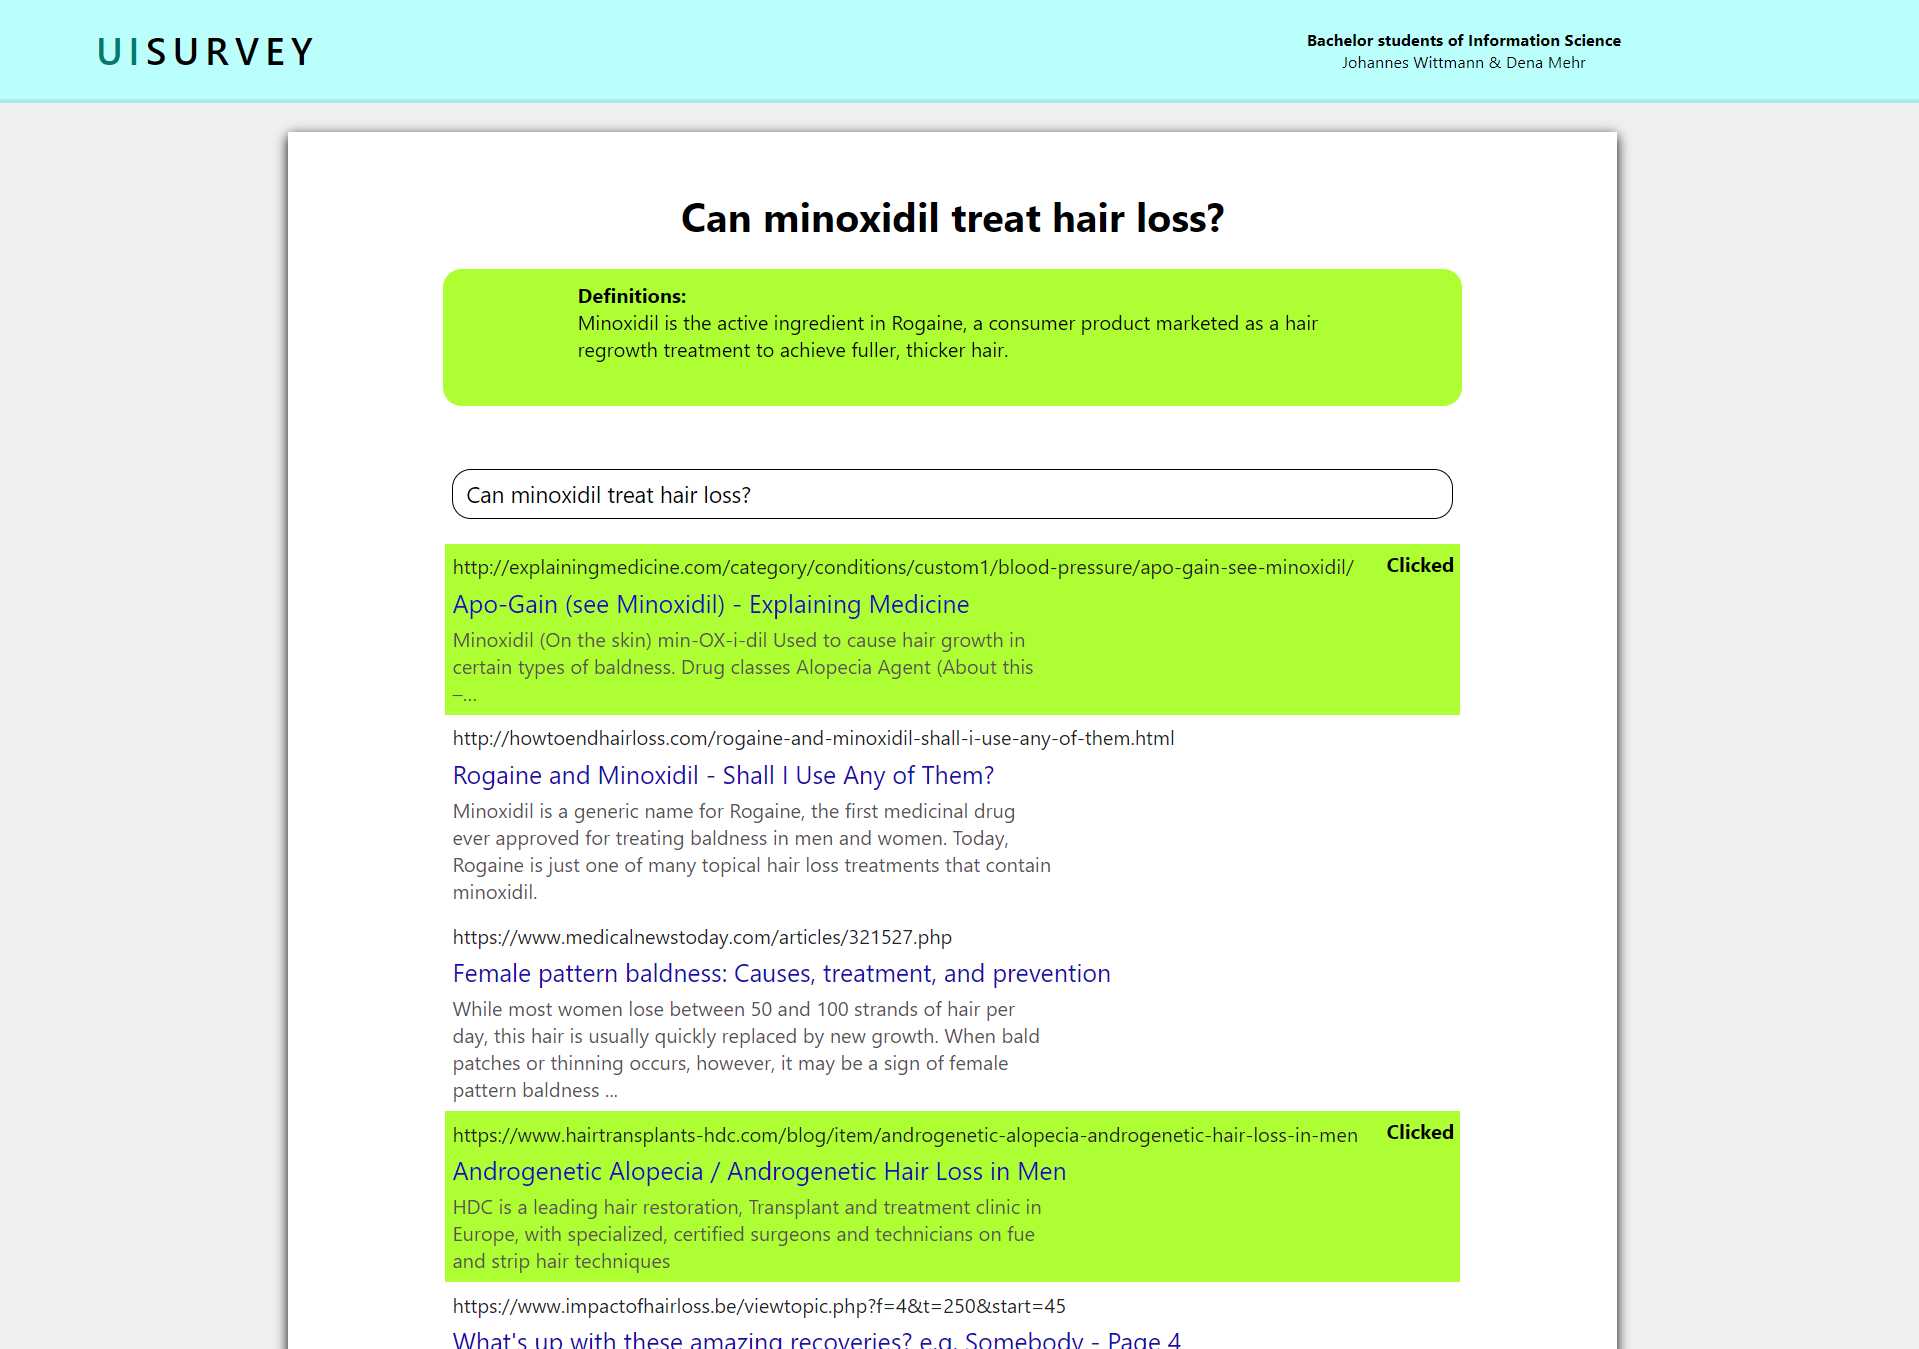 UISURVEY
Bachelor students of Information Science
Johannes Wittmann & Dena Mehr
Can minoxidil treat hair loss?
Definitions:
Minoxidil is the active ingredient in Rogaine, a consumer product marketed as a hair
regrowth treatment to achieve fuller, thicker hair.
Can minoxidil treat hair loss?
http://explainingmedicine.com/category/conditions/custom1/blood-pressure/apo-gain-see-minoxidil/
Clicked
Apo-Gain (see Minoxidil) - Explaining Medicine
Minoxidil (On the skin) min-OX-i-dil Used to cause hair growth in
certain types of baldness. Drug classes Alopecia Agent (About this
–...
http://howtoendhairloss.com/rogaine-and-minoxidil-shall-i-use-any-of-them.html
Rogaine and Minoxidil - Shall I Use Any of Them?
Minoxidil is a generic name for Rogaine, the first medicinal drug
ever approved for treating baldness in men and women. Today,
Rogaine is just one of many topical hair loss treatments that contain
minoxidil.
https://www.medicalnewstoday.com/articles/321527.php
Female pattern baldness: Causes, treatment, and prevention
While most women lose between 50 and 100 strands of hair per
day, this hair is usually quickly replaced by new growth. When bald
patches or thinning occurs, however, it may be a sign of female
pattern baldness ...
https://www.hairtransplants-hdc.com/blog/item/androgenetic-alopecia-androgenetic-hair-loss-in-men
Clicked
Androgenetic Alopecia / Androgenetic Hair Loss in Men
HDC is a leading hair restoration, Transplant and treatment clinic in
Europe, with specialized, certified surgeons and technicians on fue
and strip hair techniques
https://www.impactofhairloss.be/viewtopic.php?f=4&t=250&start=45
What's up with these amazing recoveries? e.g. Somebody - Page 4